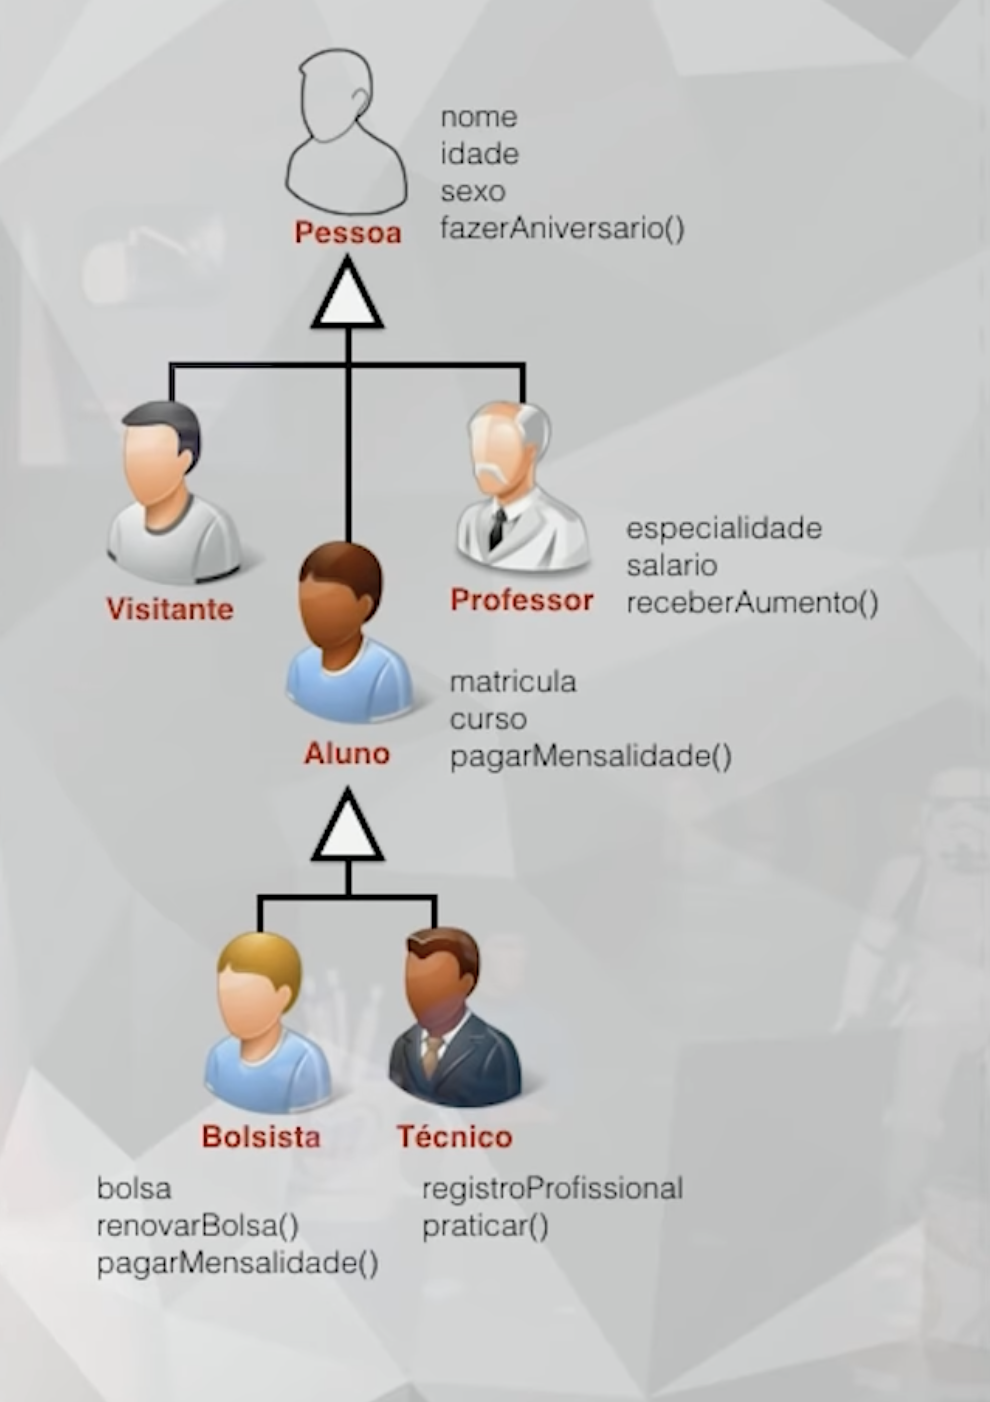 nome
idade
sexo
fazerAniversario()
Pessoa
Visitante
Professor
especialidade
salario
receberAumento()
Aluno
matricula
curso
pagarMensalidade()
Bolsista
Técnico
bolsa
renovarBolsa()
pagarMensalidade()
registroProfissional
praticar()